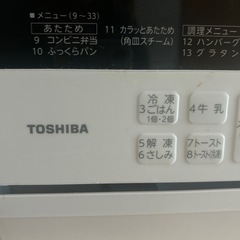 ■メニュー(9～33)
あたため
9 コンビニ弁当
10 ふっくらパン
11 カラッとあたため
(角皿スチーム)
調理メニュー
12 ハンバーグ
13 グラタン
TOSHIBA
冷凍
3ごはん
1個・2個
4牛乳
5解凍
6さしみ
7トースト
8トースト(冷凍)